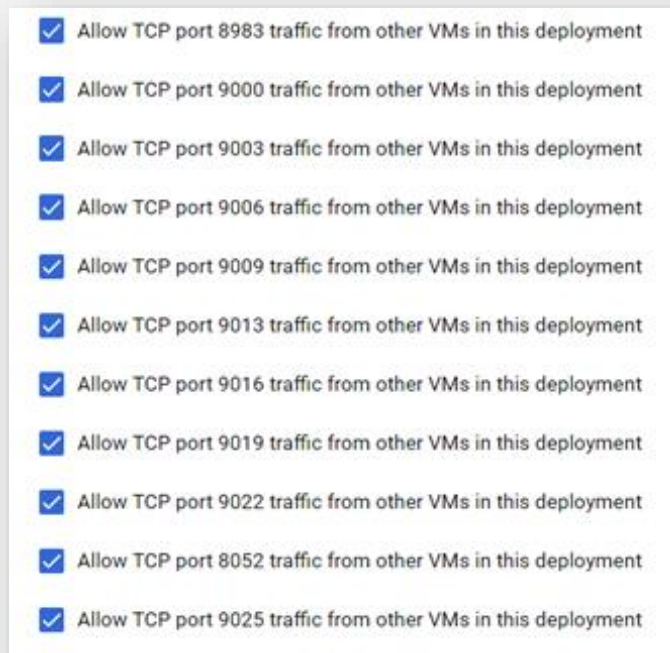 Allow TCP port 8983 traffic from other VMs in this deployment
Allow TCP port 9000 traffic from other VMs in this deployment
Allow TCP port 9003 traffic from other VMs in this deployment
Allow TCP port 9006 traffic from other VMs in this deployment
Allow TCP port 9009 traffic from other VMs in this deployment
Allow TCP port 9013 traffic from other VMs in this deployment
Allow TCP port 9016 traffic from other VMs in this deployment
Allow TCP port 9019 traffic from other VMs in this deployment
Allow TCP port 9022 traffic from other VMs in this deployment
Allow TCP port 8052 traffic from other VMs in this deployment
Allow TCP port 9025 traffic from other VMs in this deployment